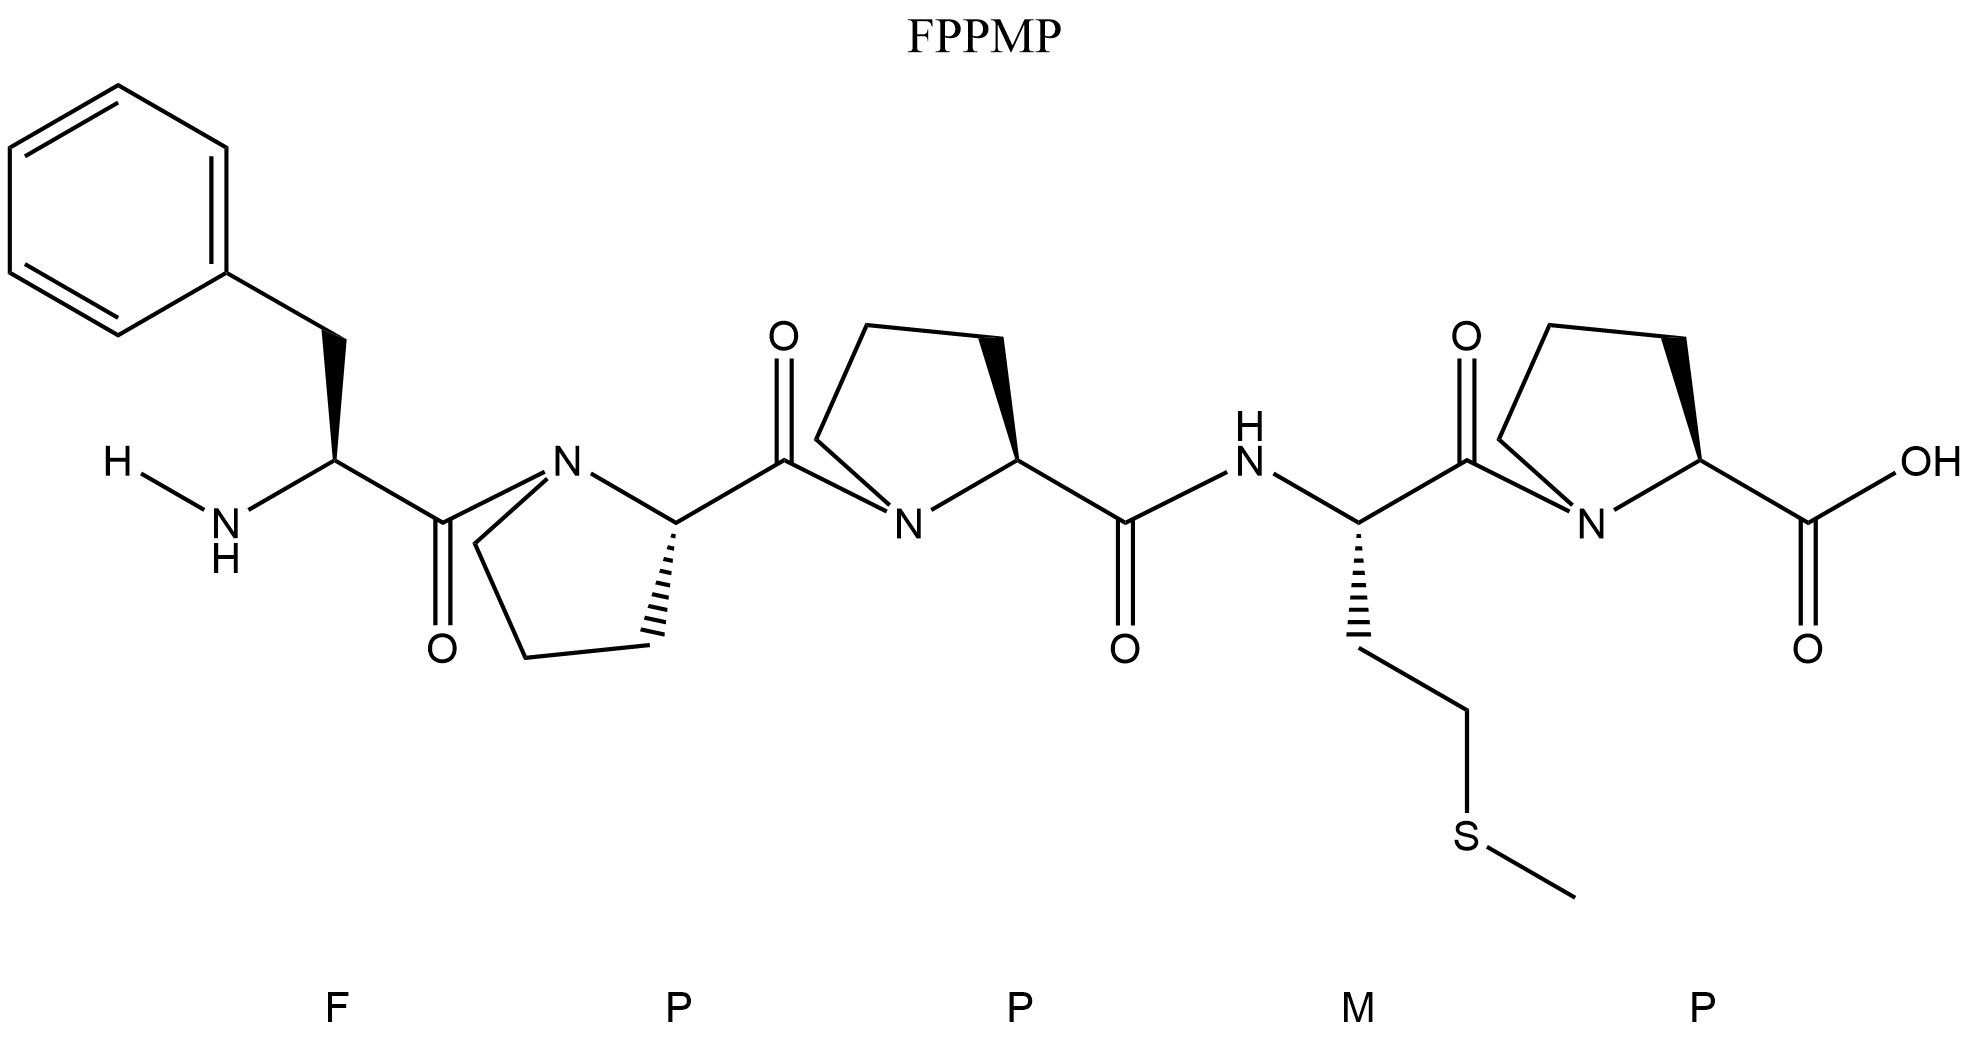 FPPMP
O O
H
H N N OH
N N N
H
O O O
S
F P P M P